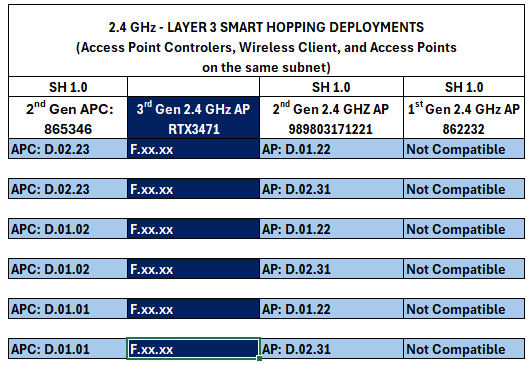 2.4 GHz - LAYER 3 SMART HOPPING DEPLOYMENTS
(Access Point Controlers, Wireless Client, and Access Points
on the same subnet)
SH 1.0 SH 1.0 SH 1.0
2nd Gen APC: 3rd Gen 2.4 GHz AP 2nd Gen 2.4 GHZ AP 1st Gen 2.4 GHz AP
865346 RTX3471 989803171221 862232
APC: D.02.23 F.xx.xx AP: D.01.22 Not Compatible
APC: D.02.23 F.xx.xx AP: D.02.31 Not Compatible
APC: D.01.02 F.xx.xx AP: D.01.22 Not Compatible
APC: D.01.02 F.xx.xx AP: D.02.31 Not Compatible
APC: D.01.01 F.xx.xx AP: D.01.22 Not Compatible
APC: D.01.01 F.xx.xx AP: D.02.31 Not Compatible